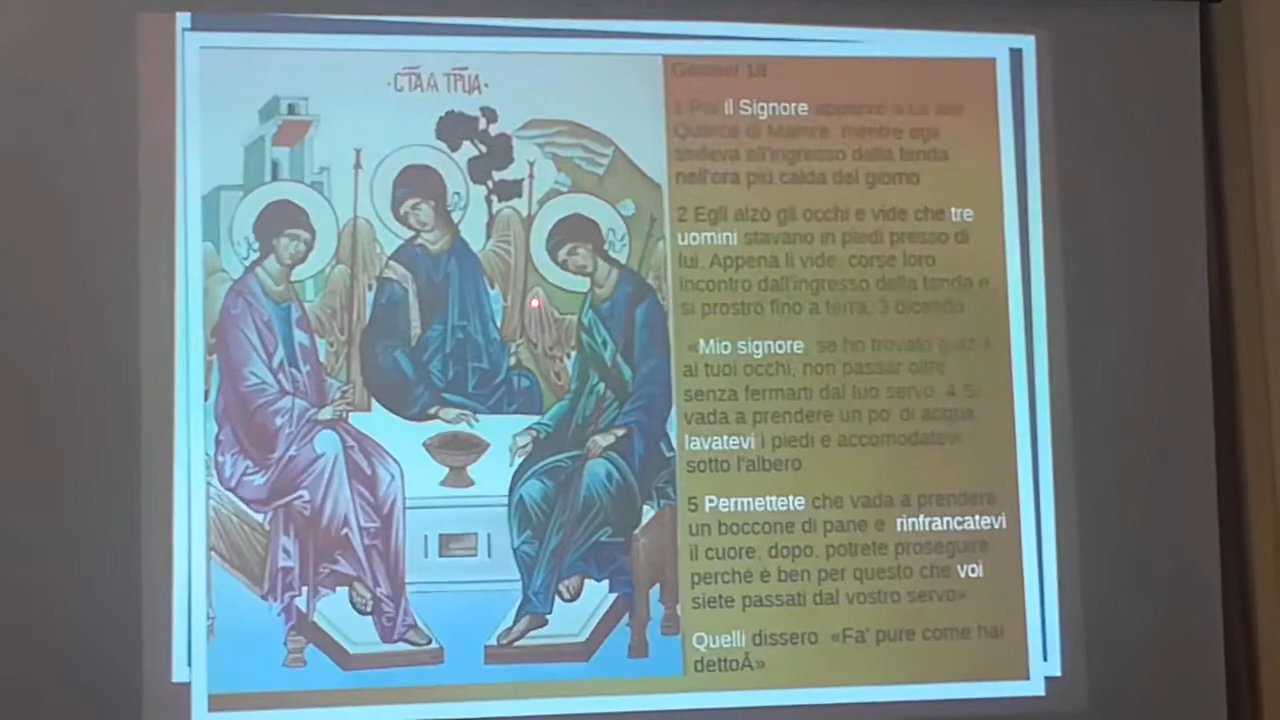 ·СТ҃АѦ ТРЦ҃А·
Genesi 18
1 Poi il Signore apparve a lui alle
Querce di Mamre, mentre egli
sedeva all'ingresso della tenda
nell'ora più calda del giorno
2 Egli alzò gli occhi e vide che tre
uomini stavano in piedi presso di
lui. Appena li vide, corse loro
incontro dall'ingresso della tenda e
si prostrò fino a terra, 3 dicendo
«Mio signore, se ho trovato grazia
ai tuoi occhi, non passar oltre
senza fermarti dal tuo servo. 4 Si
vada a prendere un po' di acqua,
lavatevi i piedi e accomodatevi
sotto l'albero
5 Permettete che vada a prendere
un boccone di pane e rinfrancatevi
il cuore, dopo, potrete proseguire,
perché è ben per questo che voi
siete passati dal vostro servo»
Quelli dissero: «Fa' pure come hai
dettoÂ»